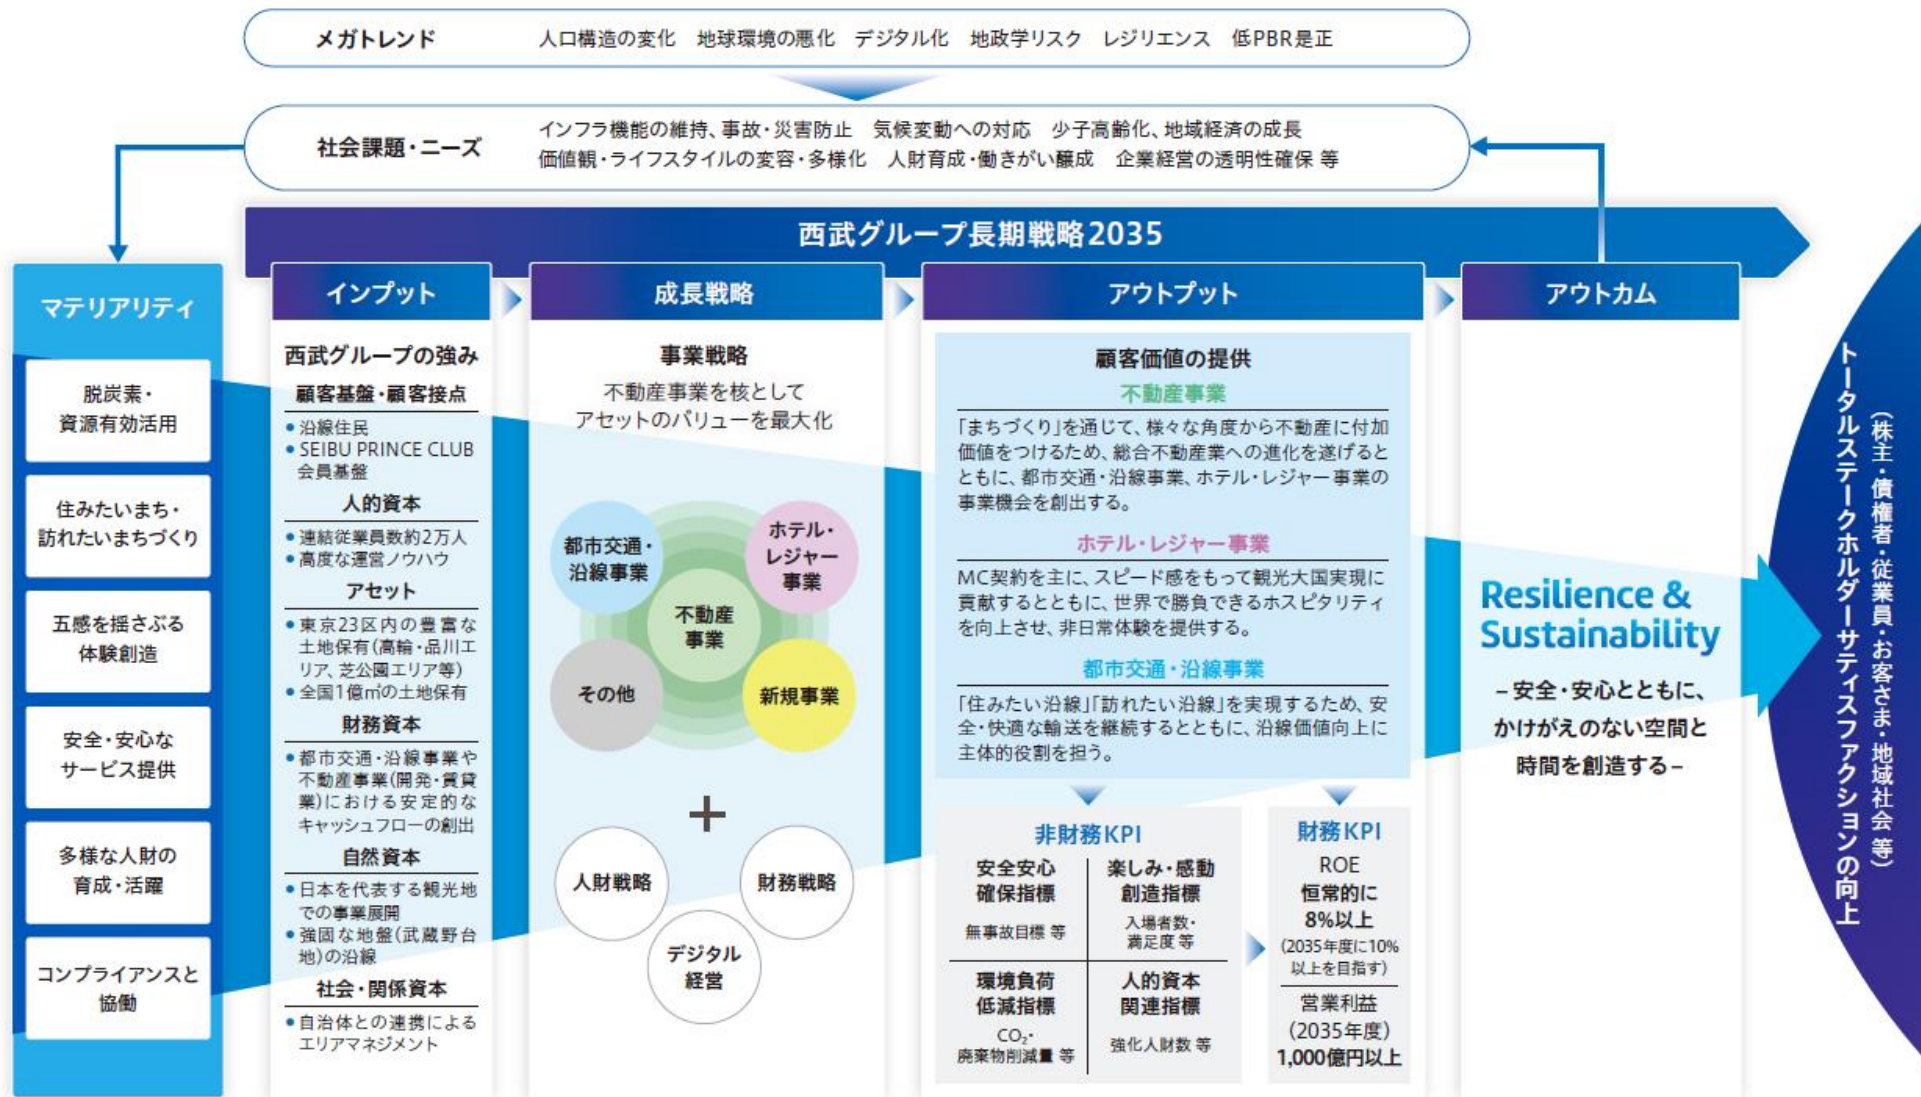 メガトレンド
人口構造の変化 地球環境の悪化 デジタル化 地政学リスク レジリエンス 低PBR是正
社会課題・ニーズ
インフラ機能の維持、事故・災害防止 気候変動への対応 少子高齢化、地域経済の成長
価値観・ライフスタイルの変容・多様化 人財育成・働きがい醸成 企業経営の透明性確保 等
西武グループ長期戦略2035
マテリアリティ
脱炭素・
資源有効活用
住みたいまち・
訪れたいまちづくり
五感を揺さぶる
体験創造
安全・安心な
サービス提供
多様な人財の
育成・活躍
コンプライアンスと
協働
インプット
西武グループの強み
顧客基盤・顧客接点
●沿線住民
●SEIBU PRINCE CLUB
会員基盤
人的資本
●連結従業員数約2万人
●高度な運営ノウハウ
アセット
●東京23区内の豊富な
土地保有(高輪・品川エ
リア、芝公園エリア等)
●全国1億㎡の土地保有
財務資本
●都市交通・沿線事業や
不動産事業(開発・賃貸
業)における安定的な
キャッシュフローの創出
自然資本
●日本を代表する観光地
での事業展開
●強固な地盤(武蔵野台
地)の沿線
社会・関係資本
●自治体との連携による
エリアマネジメント
成長戦略
事業戦略
不動産事業を核として
アセットのバリューを最大化
都市交通・
沿線事業
ホテル・
レジャー
事業
不動産
事業
その他
新規事業
+
人財戦略
財務戦略
デジタル
経営
アウトプット
顧客価値の提供
不動産事業
「まちづくり」を通じて、様々な角度から不動産に付加
価値をつけるため、総合不動産業への進化を遂げると
ともに、都市交通・沿線事業、ホテル・レジャー事業の
事業機会を創出する。
ホテル・レジャー事業
MC契約を主に、スピード感をもって観光大国実現に
貢献するとともに、世界で勝負できるホスピタリティ
を向上させ、非日常体験を提供する。
都市交通・沿線事業
「住みたい沿線」「訪れたい沿線」を実現するため、安
全・快適な輸送を継続するとともに、沿線価値向上に
主体的役割を担う。
非財務KPI
安全安心
確保指標
無事故目標 等
楽しみ・感動
創造指標
入場者数・
満足度 等
環境負荷
低減指標
CO₂・
廃棄物削減量 等
人的資本
関連指標
強化人財数 等
財務KPI
ROE
恒常的に
8%以上
(2035年度に10%
以上を目指す)
営業利益
(2035年度)
1,000億円以上
アウトカム
Resilience &
Sustainability
–安全・安心とともに、
かけがえのない空間と
時間を創造する–
トータルステークホルダーサティスファクションの向上
(株主・債権者・従業員・お客さま・地域社会 等)